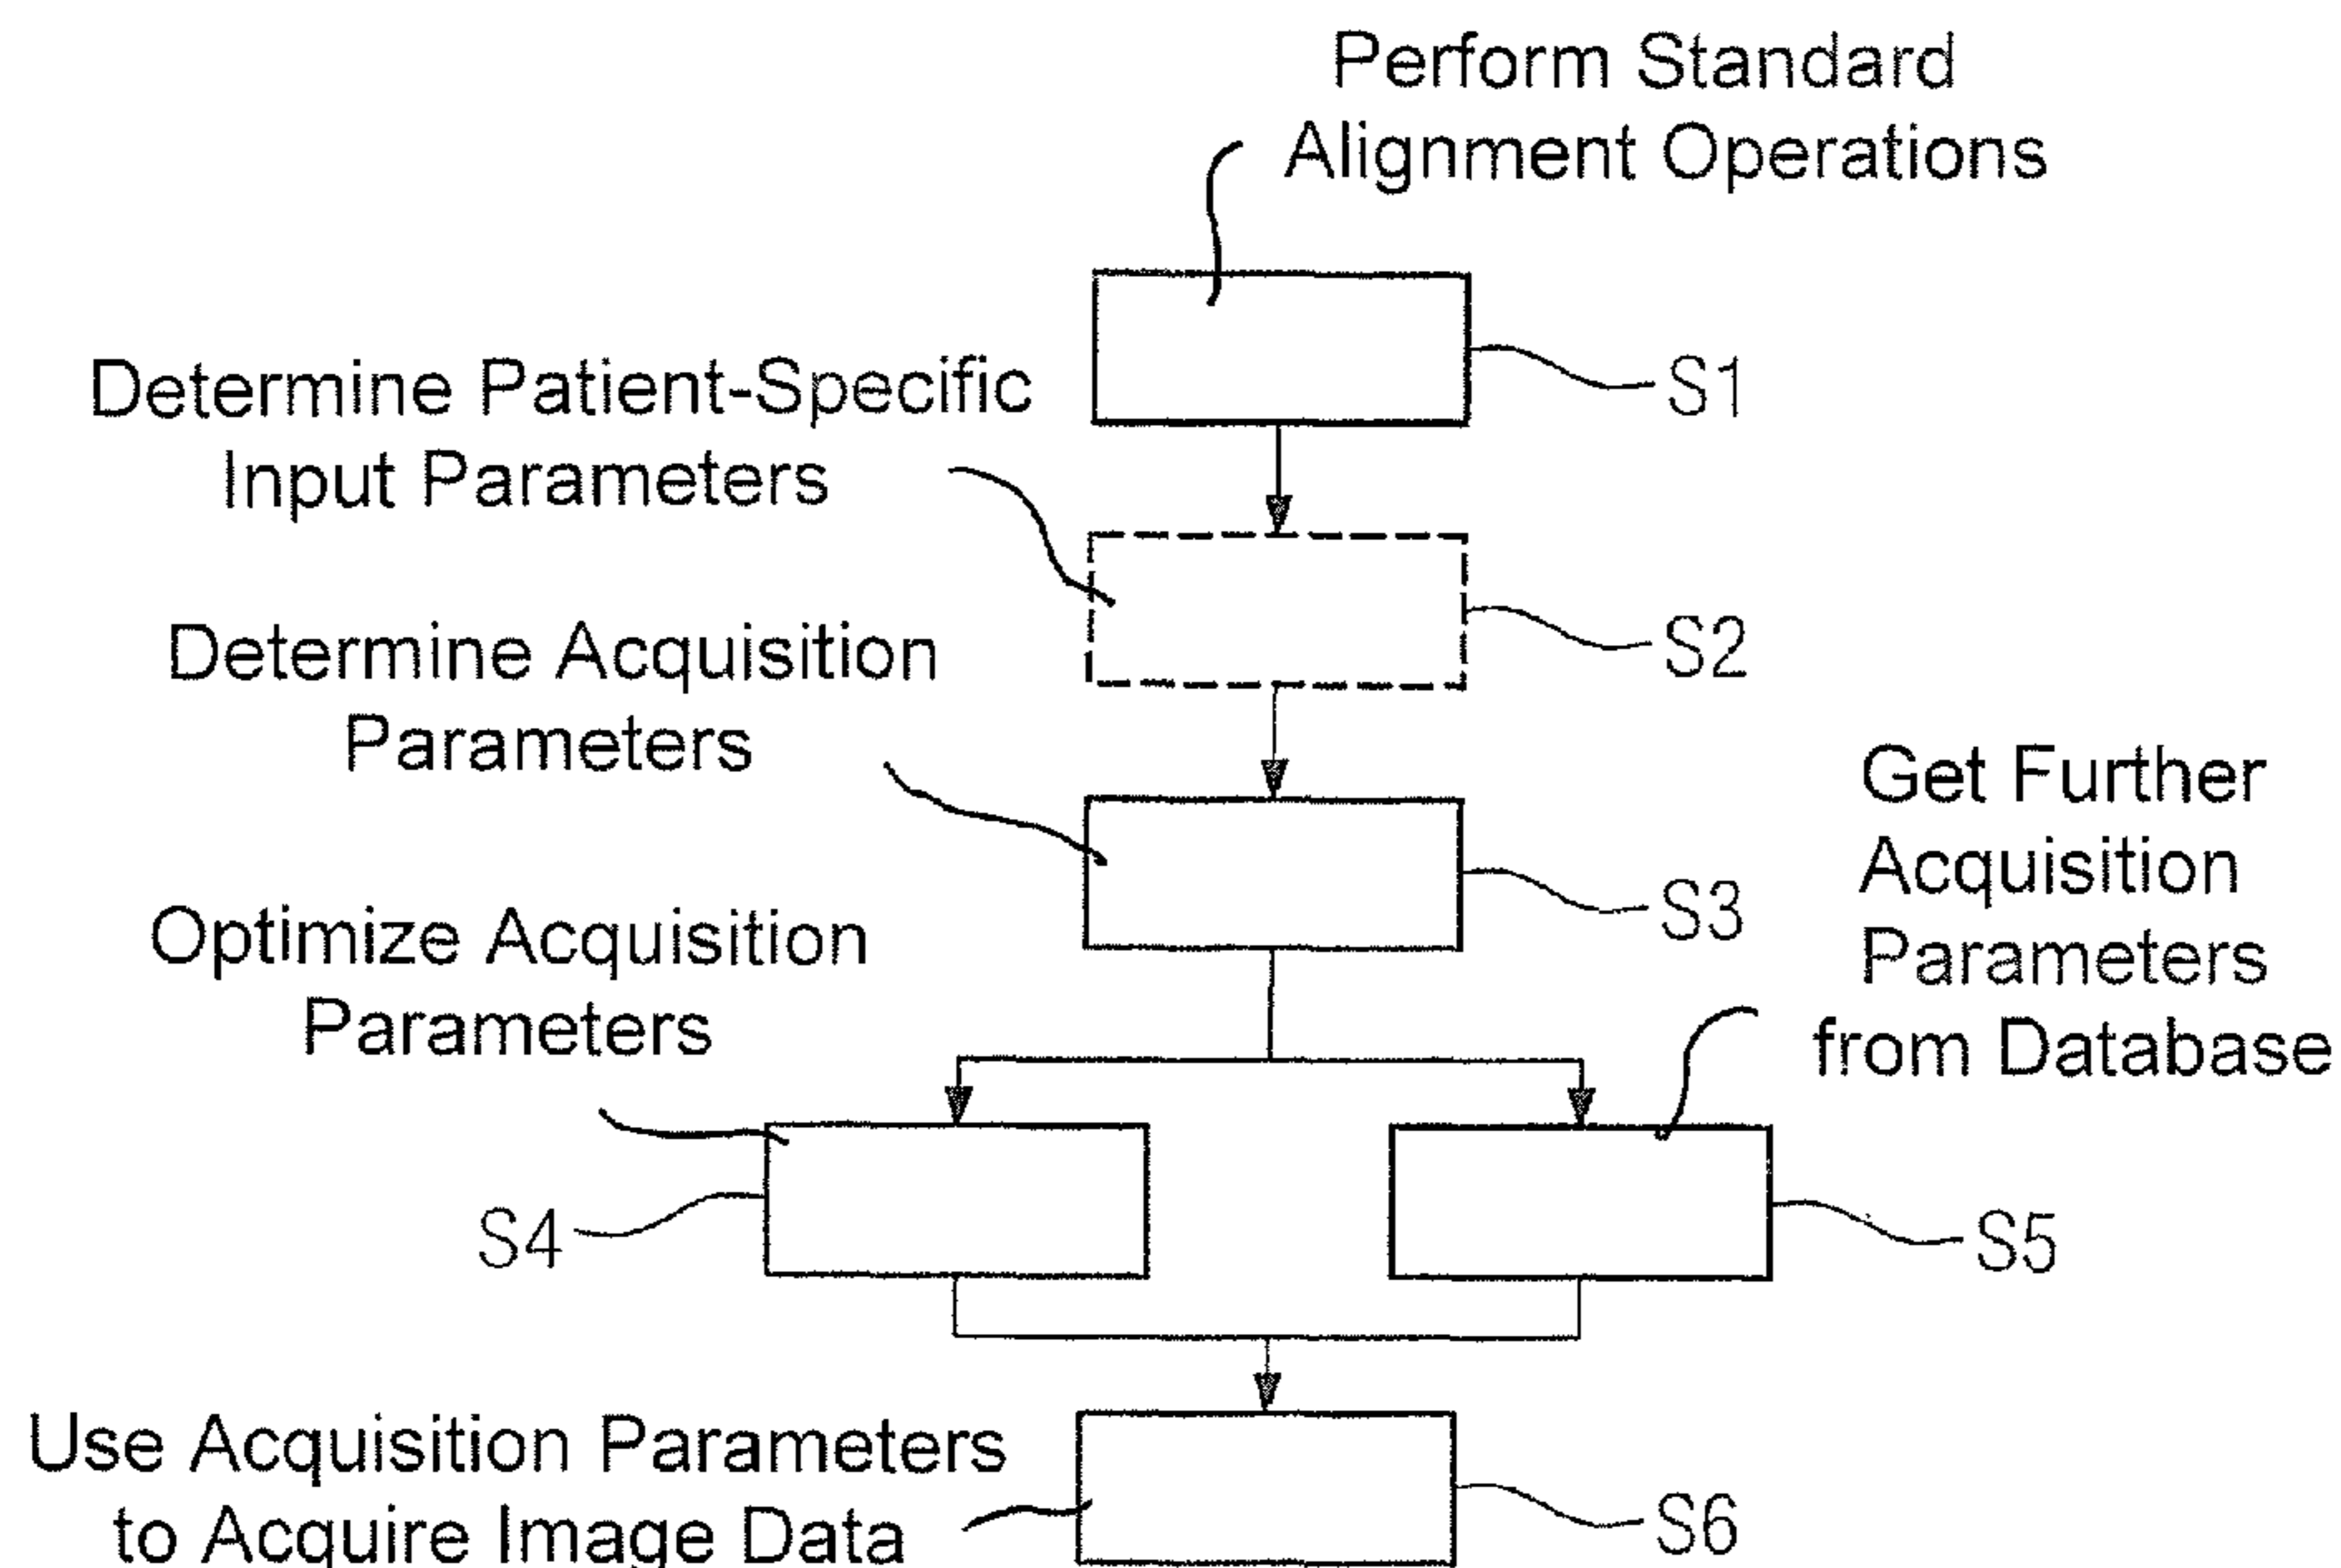 Perform Standard
Alignment Operations
S1
Determine Patient-Specific
Input Parameters
S2
Determine Acquisition
Parameters
S3
Get Further
Acquisition
Parameters
from Database
Optimize Acquisition
Parameters
S4
S5
Use Acquisition Parameters
to Acquire Image Data
S6